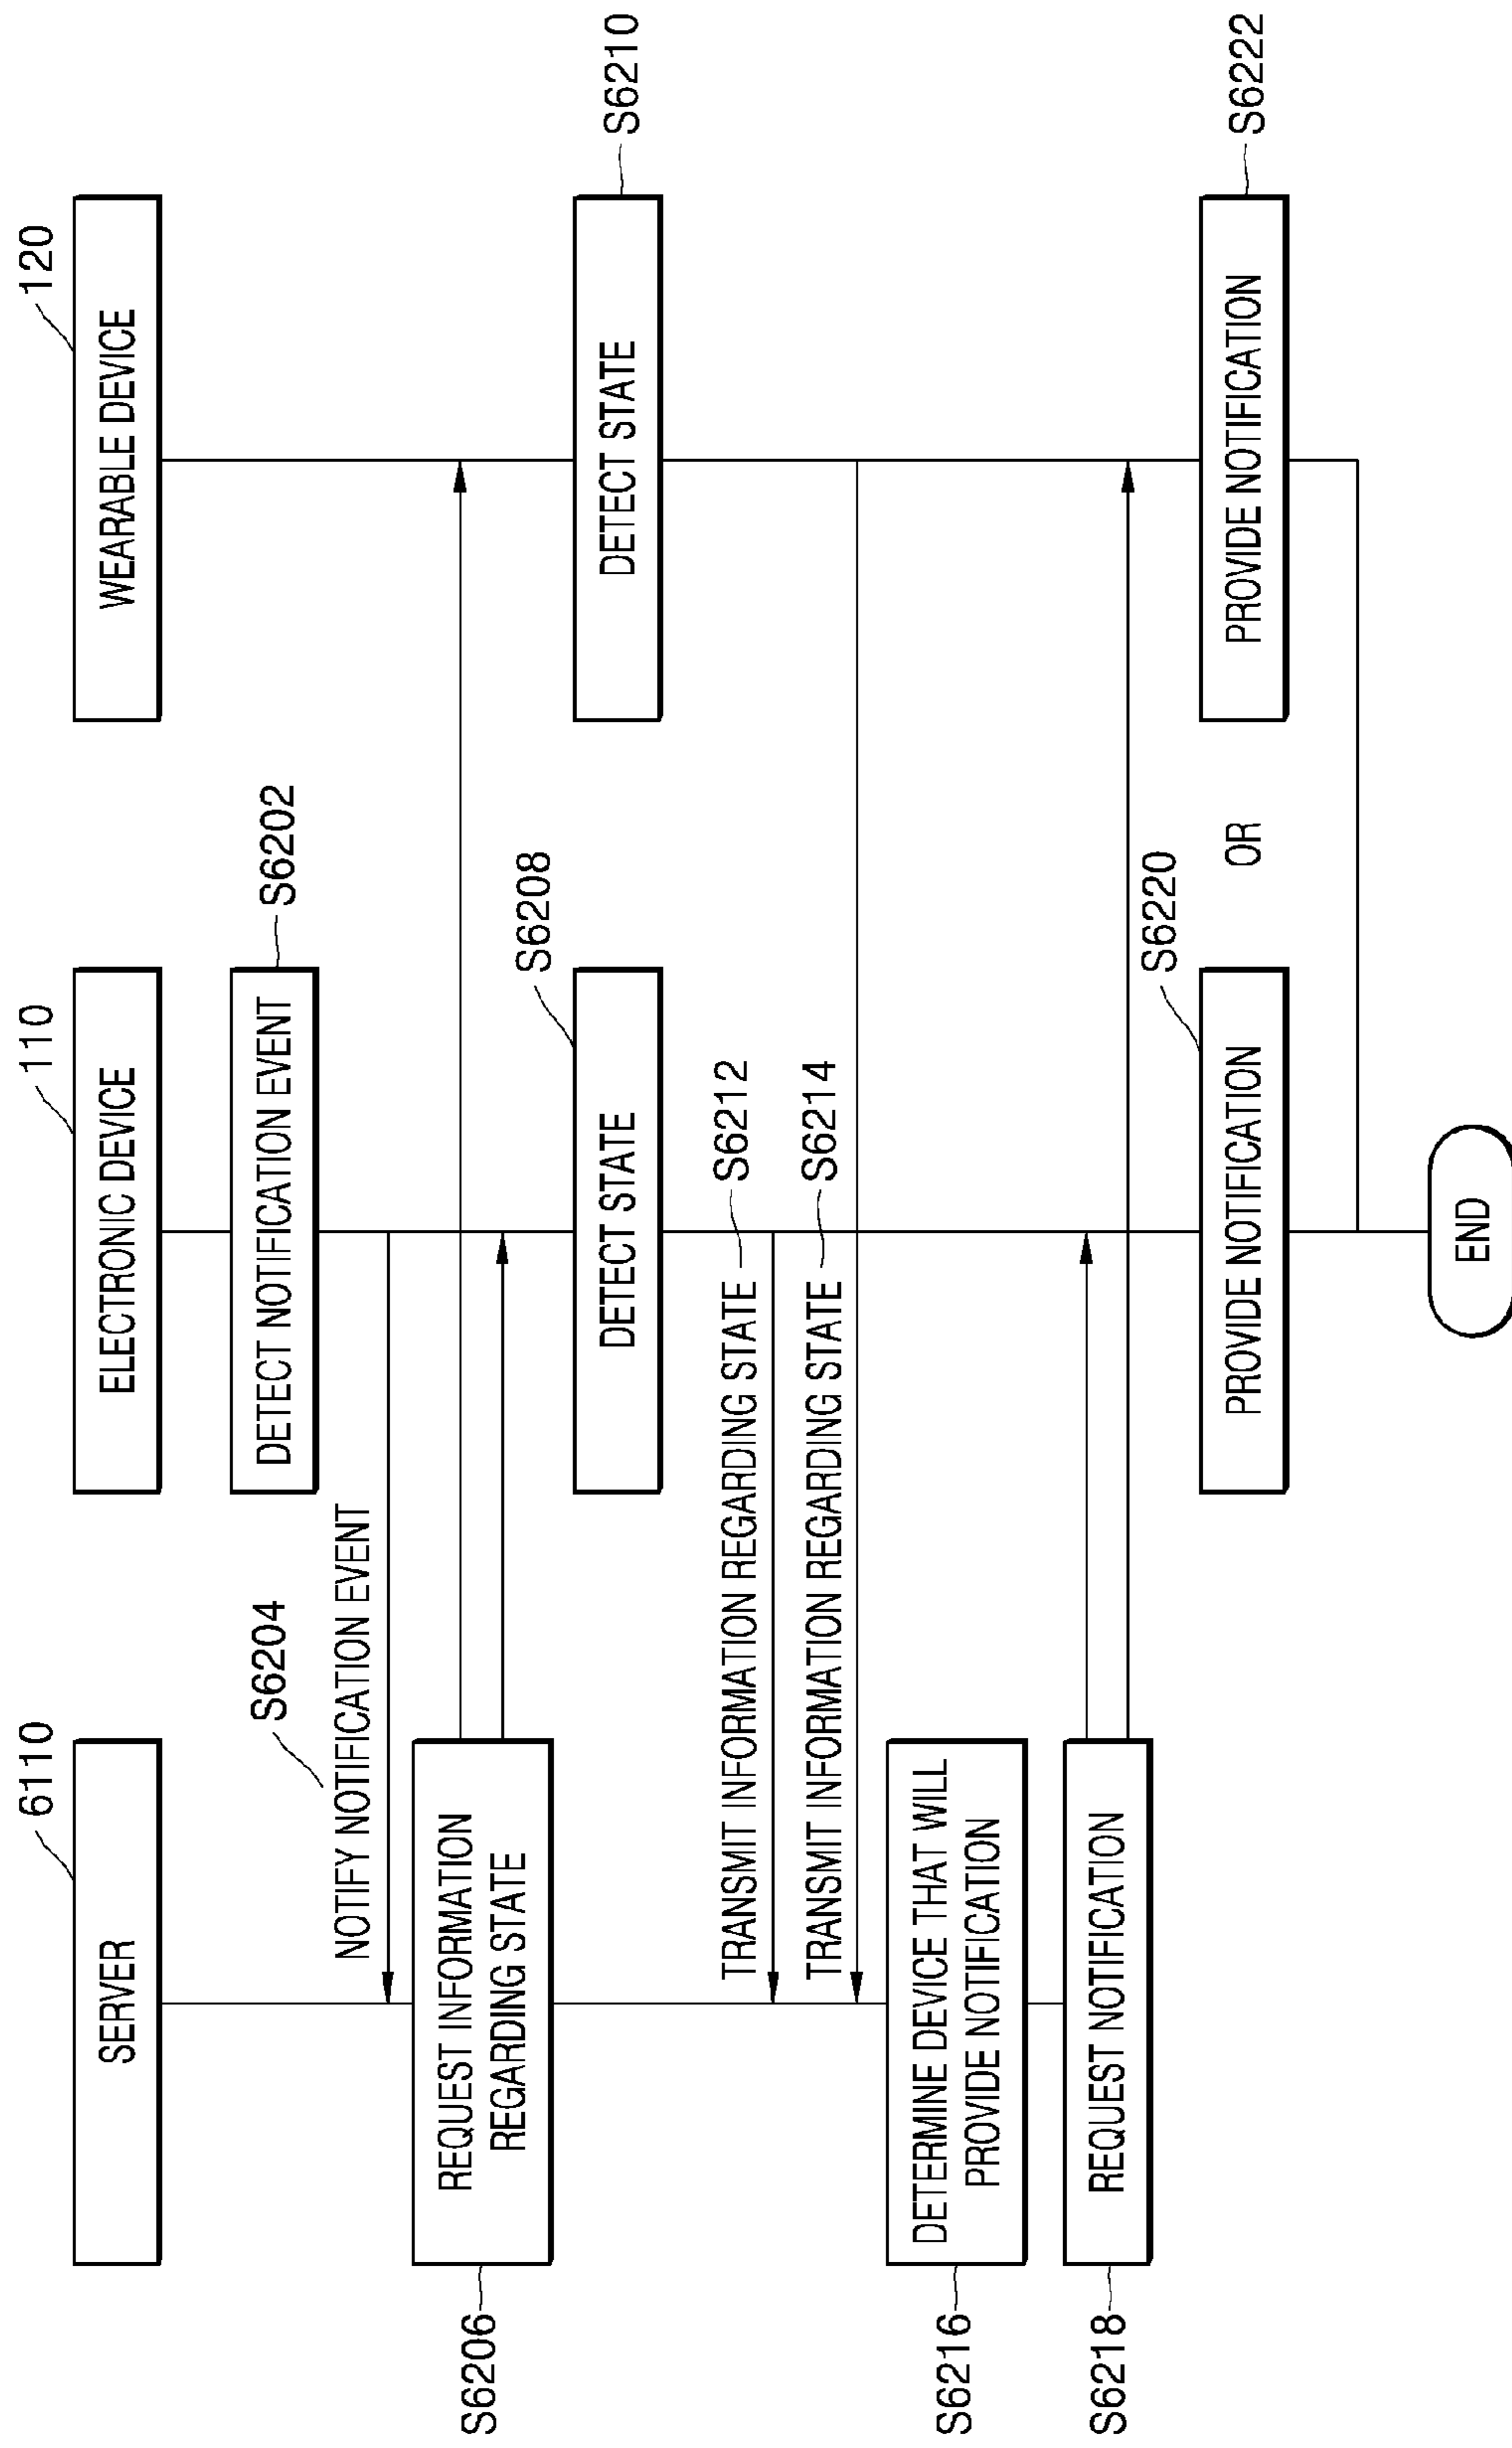 6110
110
120
SERVER
ELECTRONIC DEVICE
WEARABLE DEVICE
DETECT NOTIFICATION EVENT
S6202
S6204
NOTIFY NOTIFICATION EVENT
S6206
REQUEST INFORMATION
REGARDING STATE
S6208
DETECT STATE
DETECT STATE
S6210
TRANSMIT INFORMATION REGARDING STATE
S6212
TRANSMIT INFORMATION REGARDING STATE
S6214
S6216
DETERMINE DEVICE THAT WILL
PROVIDE NOTIFICATION
S6218
REQUEST NOTIFICATION
S6220
PROVIDE NOTIFICATION
OR
PROVIDE NOTIFICATION
S6222
END